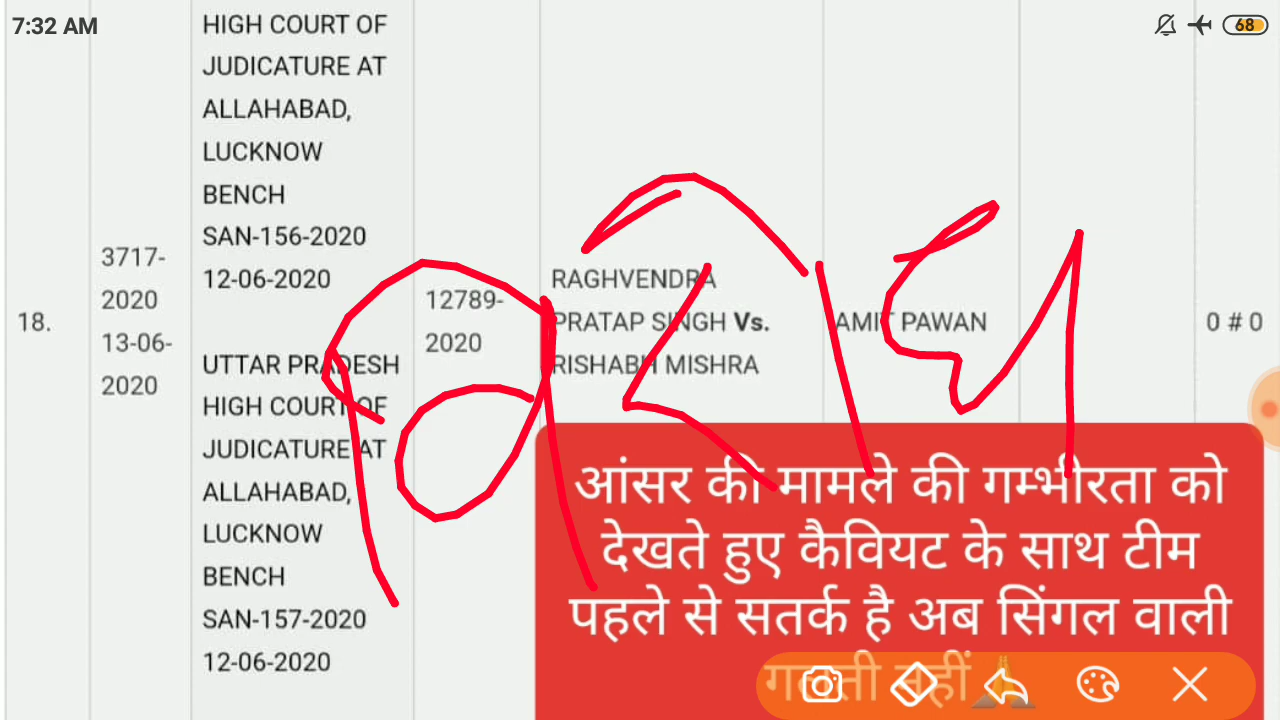 7:32 AM
68
HIGH COURT OF
JUDICATURE AT
ALLAHABAD,
LUCKNOW
BENCH
SAN-156-2020
12-06-2020
UTTAR PRADESH
HIGH COURT OF
JUDICATURE AT
ALLAHABAD,
LUCKNOW
BENCH
SAN-157-2020
12-06-2020
18.
3717-
2020
13-06-
2020
12789-
2020
RAGHVENDRA
PRATAP SINGH Vs.
RISHABH MISHRA
AMIT PAWAN
0 # 0
आंसर की मामले की गम्भीरता को
देखते हुए कैवियट के साथ टीम
पहले से सतर्क है अब सिंगल वाली
गलती नहीं🙏